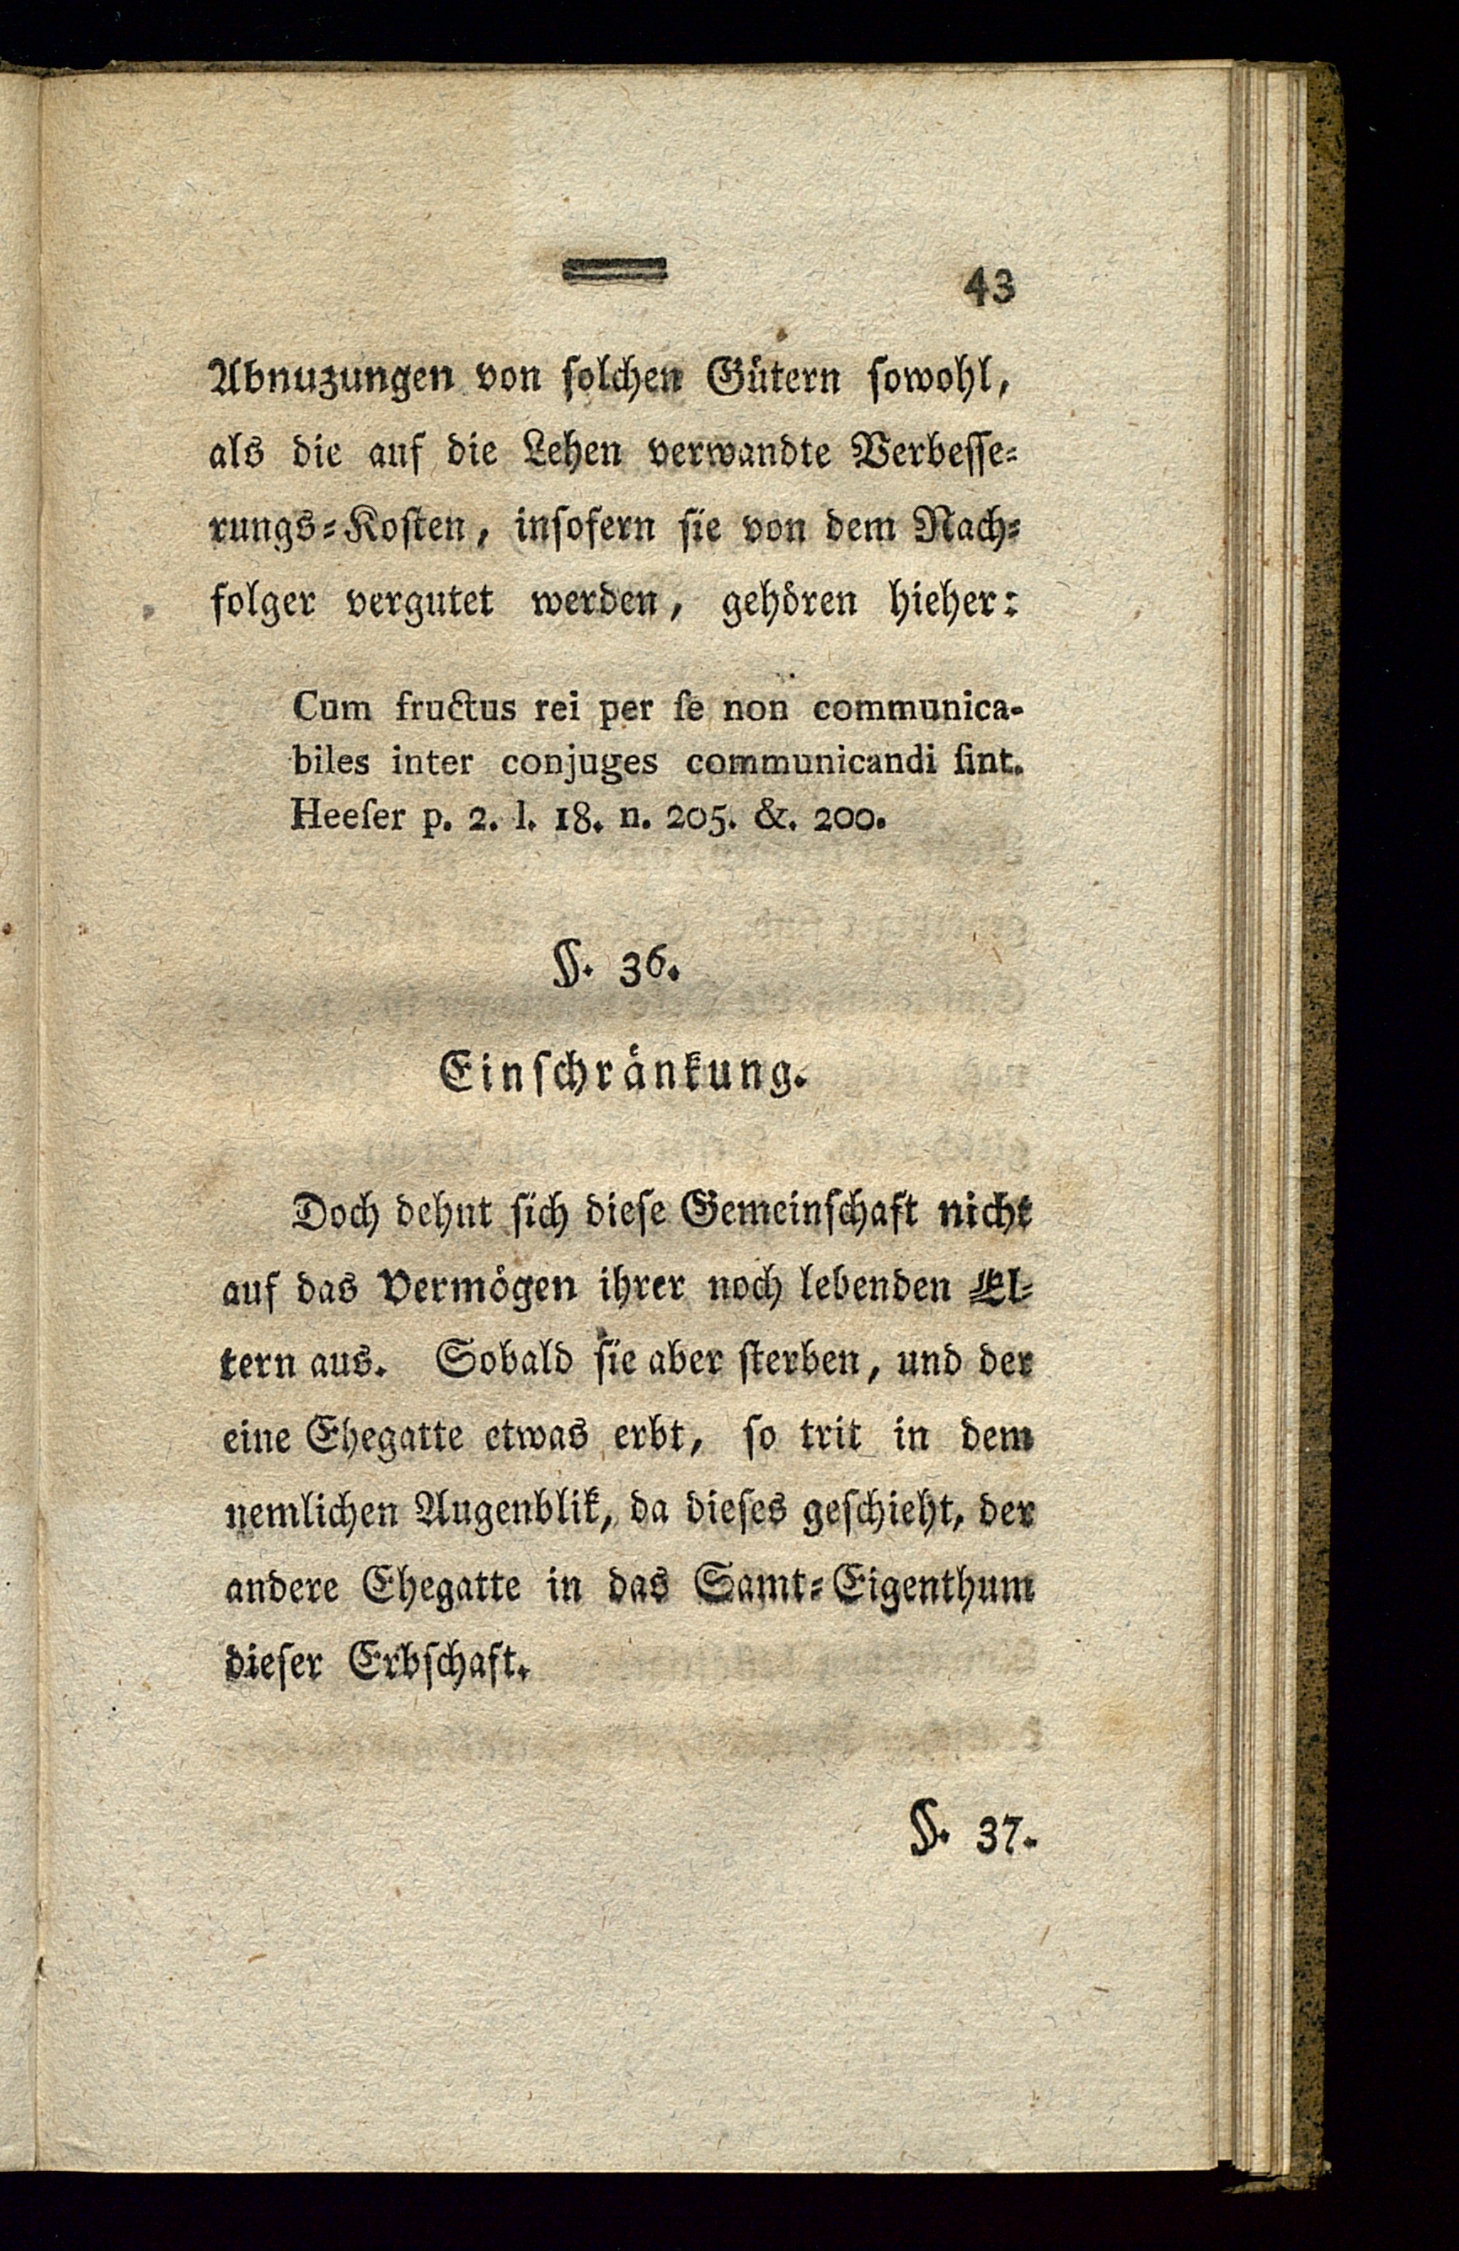 43
Abnuzungen von solchen Gütern sowohl,
als die auf die Lehen verwandte Verbesse⸗
rungs⸗Kosten, insofern sie von dem Nach⸗
folger vergutet werden, gehören hieher:
Cum fructus rei per ſe non communica-
biles inter conjuges communicandi ſint.
Heeſer p. 2. l. 18. n. 205. &. 200.
§. 36.
Einschränkung.
Doch dehnt sich diese Gemeinschaft nicht
auf das Vermögen ihrer noch lebenden El⸗
tern aus. Sobald sie aber sterben, und der
eine Ehegatte etwas erbt, so trit in dem
nemlichen Augenblik, da dieses geschieht, der
andere Ehegatte in das Samt⸗Eigenthum
dieser Erbschaft.
§. 37.